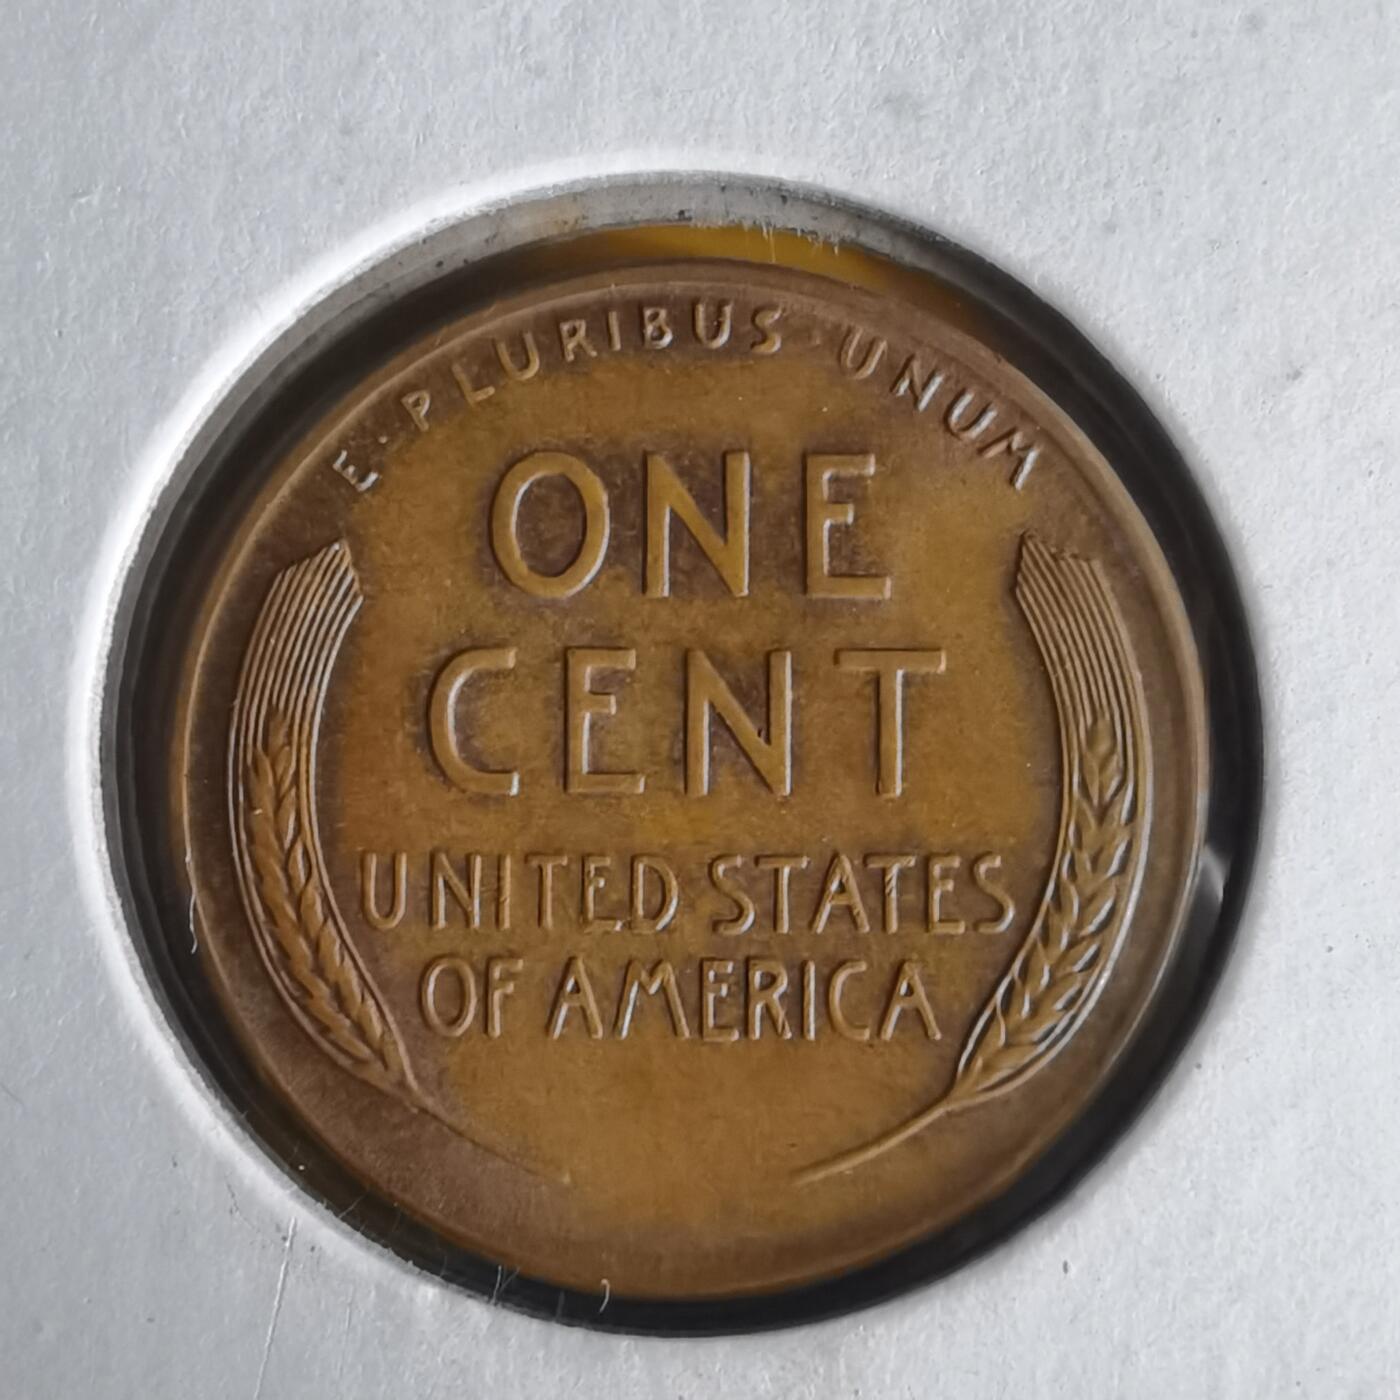 E·PLURIBUS·UNUM
ONE
CENT
UNITED STATES
OF AMERICA